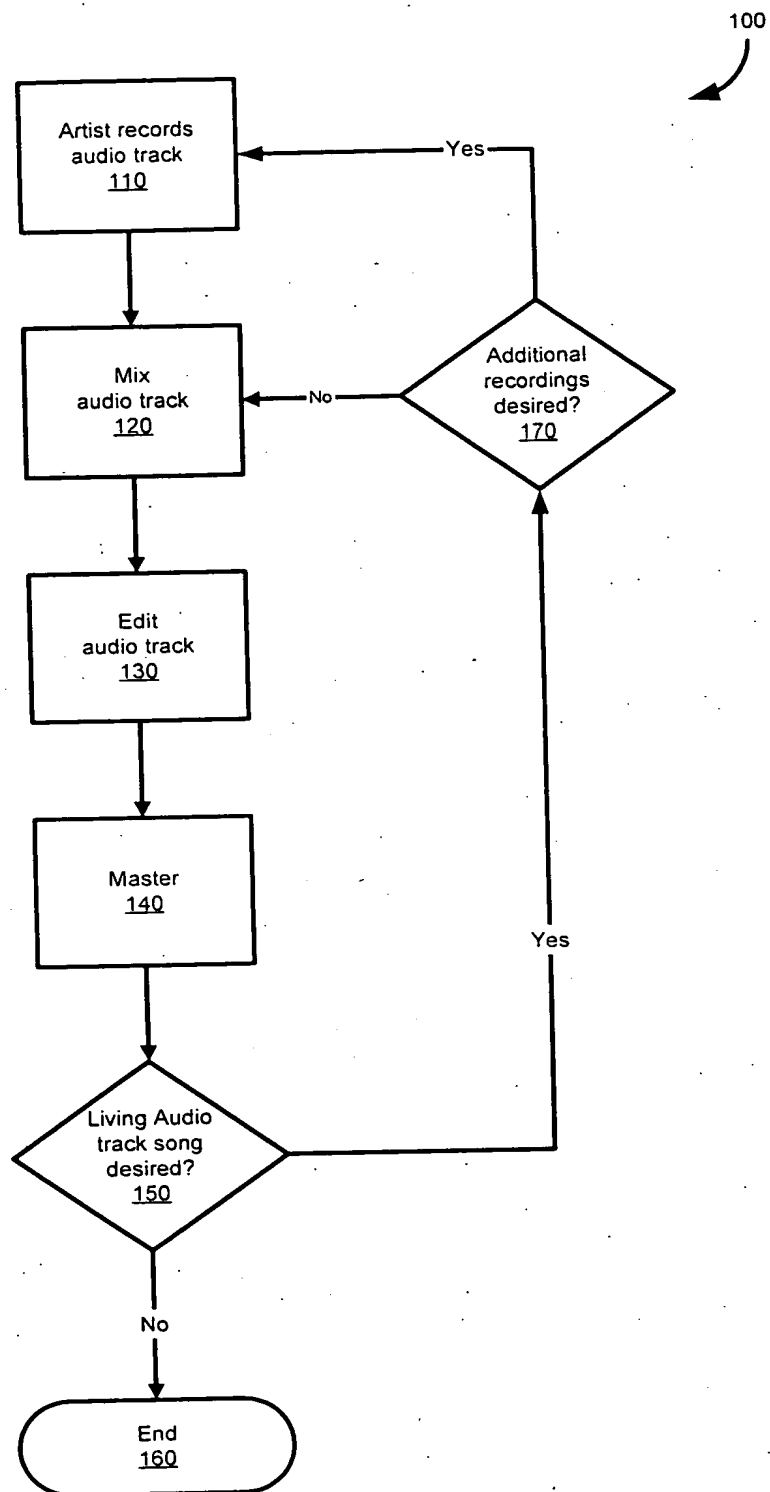 100
Artist records
audio track
110
Yes
Additional
recordings
desired?
170
Mix
audio track
120
No
Edit
audio track
130
Master
140
Yes
Living Audio
track song
desired?
150
No
End
160